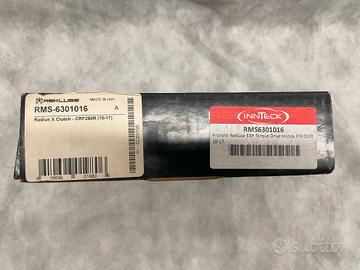 REKLUSE MADE IN USA
RMS-6301016 A
Radius X Clutch - CRF250R (10-17)
INNTECK
RMS6301016
Frizione Rekluse EXP Torque Drive Honda CRF250R
10-17
subito